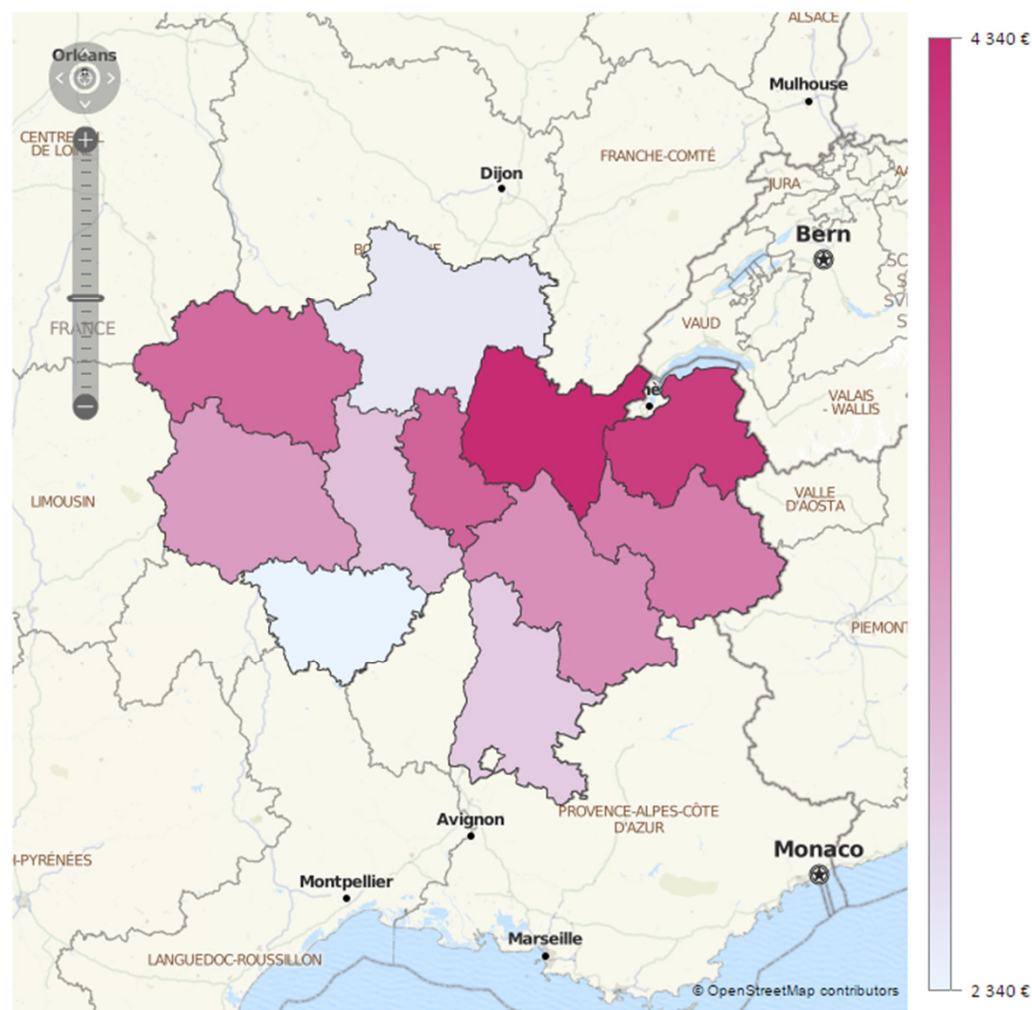 ALSACE
4 340 €
Orléans
Mulhouse
CENTRE
DE LO
FRANCHE-COMTÉ
Dijon
JURA
Bern
FRANCE
VAUD
VALAIS
- WALLIS
LIMOUSIN
VALLE
D'AOSTA
PIEMONT
Avignon
PROVENCE-ALPES-CÔTE
D'AZUR
Monaco
I-PYRÉNÉES
Montpellier
Marseille
LANGUEDOC-ROUSSILLON
© OpenStreetMap contributors
2 340 €